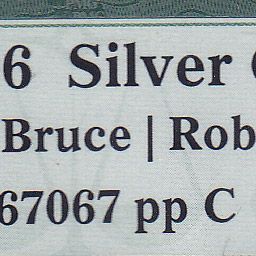 6 Silver
Bruce | Rob
67067 pp C